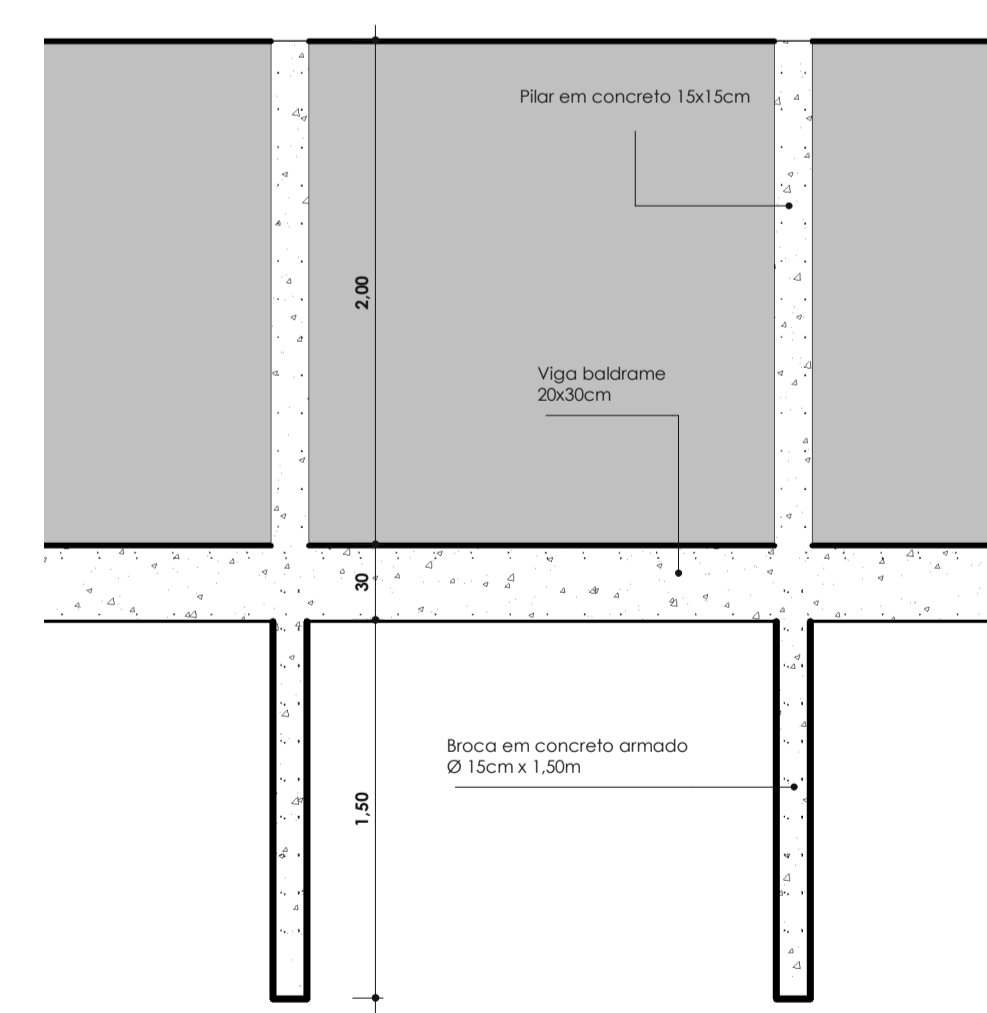 Pilar em concreto 15x15cm
2,00
Viga baldrame
20x30cm
30
Broca em concreto armado
Ø 15cm x 1,50m
1,50